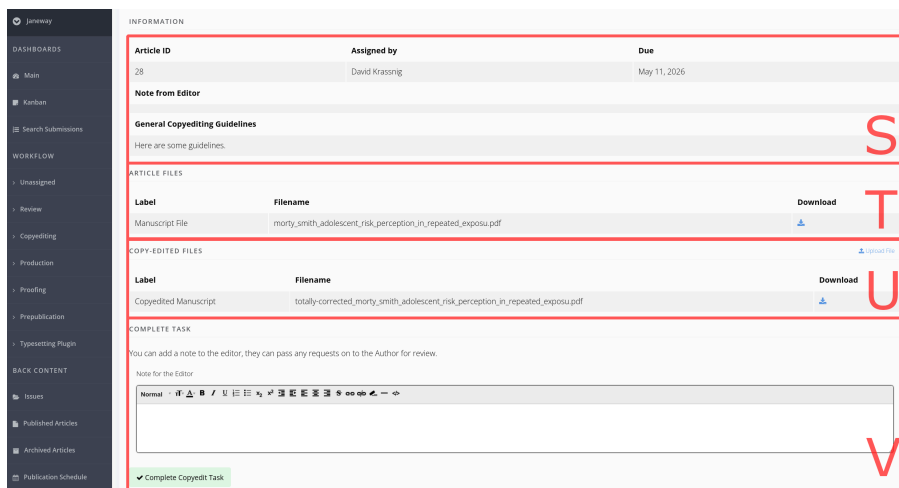 Janeway
DASHBOARDS
Main
Kanban
Search Submissions
WORKFLOW
Unassigned
Review
Copyediting
Production
Proofing
Prepublication
Typesetting Plugin
BACK CONTENT
Issues
Published Articles
Archived Articles
Publication Schedule
INFORMATION
Article ID Assigned by Due
28 David Krassnig May 11, 2026
Note from Editor
General Copyediting Guidelines
Here are some guidelines.
S
ARTICLE FILES
Label Filename Download
Manuscript File morty_smith_adolescent_risk_perception_in_repeated_exposu.pdf
T
COPY-EDITED FILES Upload File
Label Filename Download
Copyedited Manuscript totally-corrected_morty_smith_adolescent_risk_perception_in_repeated_exposu.pdf
U
COMPLETE TASK
You can add a note to the editor, they can pass any requests on to the Author for review.
Note for the Editor
Normal
Complete Copyedit Task
V